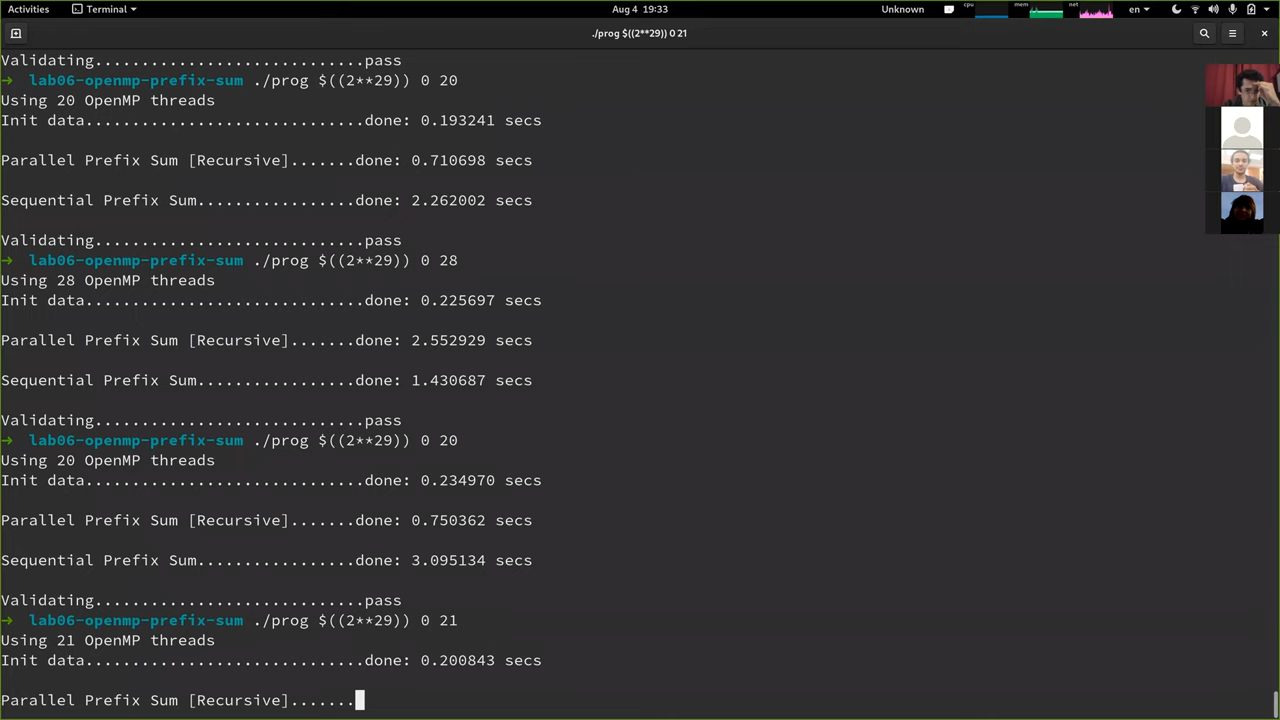 Activities Terminal Aug 4 19:33 Unknown cpu mem net en
./prog $((2**29)) 0 21
Validating.............................pass
→ lab06-openmp-prefix-sum ./prog $((2**29)) 0 20
Using 20 OpenMP threads
Init data..............................done: 0.193241 secs
Parallel Prefix Sum [Recursive].......done: 0.710698 secs
Sequential Prefix Sum.................done: 2.262002 secs
Validating.............................pass
→ lab06-openmp-prefix-sum ./prog $((2**29)) 0 28
Using 28 OpenMP threads
Init data..............................done: 0.225697 secs
Parallel Prefix Sum [Recursive].......done: 2.552929 secs
Sequential Prefix Sum.................done: 1.430687 secs
Validating.............................pass
→ lab06-openmp-prefix-sum ./prog $((2**29)) 0 20
Using 20 OpenMP threads
Init data..............................done: 0.234970 secs
Parallel Prefix Sum [Recursive].......done: 0.750362 secs
Sequential Prefix Sum.................done: 3.095134 secs
Validating.............................pass
→ lab06-openmp-prefix-sum ./prog $((2**29)) 0 21
Using 21 OpenMP threads
Init data..............................done: 0.200843 secs
Parallel Prefix Sum [Recursive].......